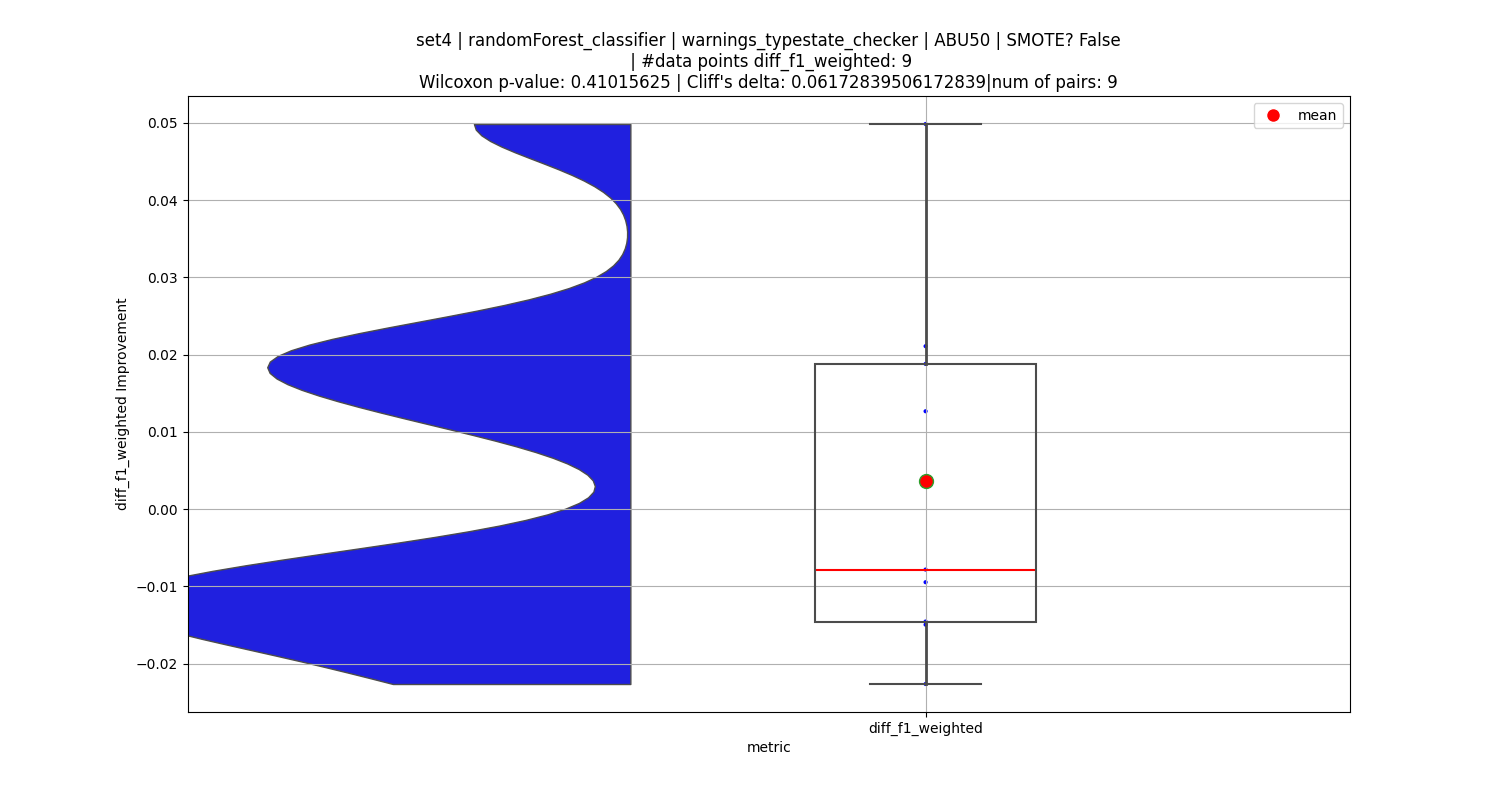 set4 | randomForest_classifier | warnings_typestate_checker | ABU50 | SMOTE? False
| #data points diff_f1_weighted: 9
Wilcoxon p-value: 0.41015625 | Cliff's delta: 0.06172839506172839|num of pairs: 9
mean
0.05
0.04
0.03
0.02
0.01
0.00
−0.01
−0.02
diff_f1_weighted Improvement
diff_f1_weighted
metric